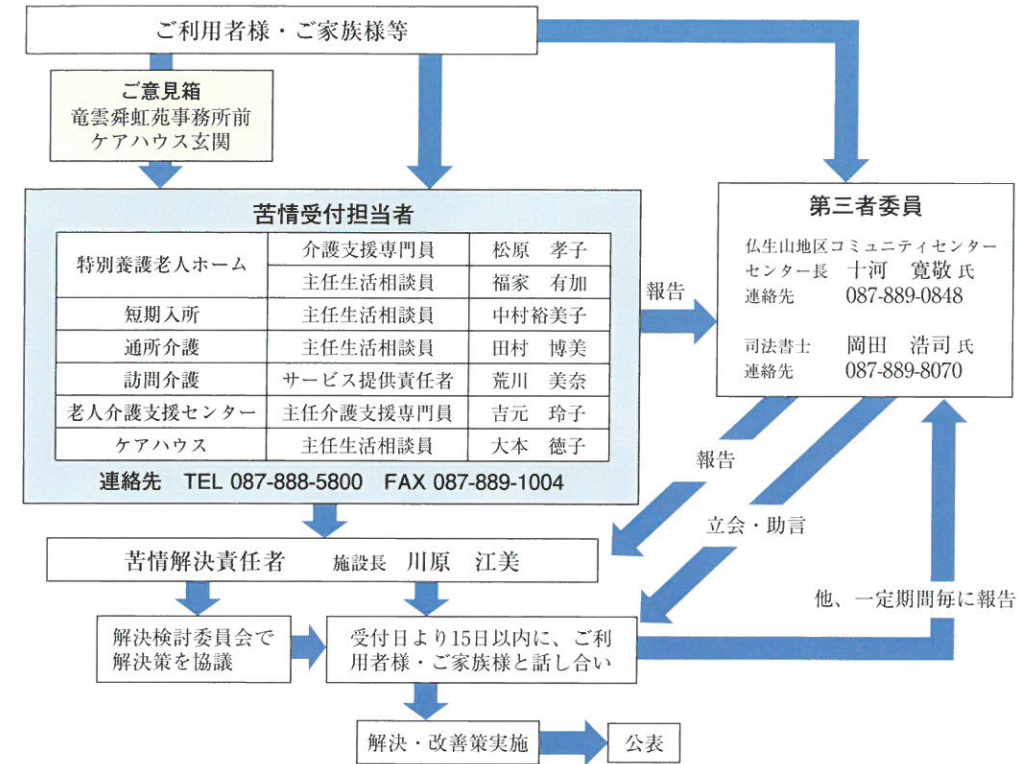 ご利用者様・ご家族様等
ご意見箱
竜雲舜虹苑事務所前
ケアハウス玄関
苦情受付担当者
特別養護老人ホーム 介護支援専門員 松原 孝子
主任生活相談員 福家 有加
短期入所 主任生活相談員 中村裕美子
通所介護 主任生活相談員 田村 博美
訪問介護 サービス提供責任者 荒川 美奈
老人介護支援センター 主任介護支援専門員 吉元 玲子
ケアハウス 主任生活相談員 大本 徳子
連絡先 TEL 087-888-5800 FAX 087-889-1004
報告
第三者委員
仏生山地区コミュニティセンター
センター長 十河 寛敬 氏
連絡先 087-889-0848
司法書士 岡田 浩司 氏
連絡先 087-889-8070
報告
立会・助言
他、一定期間毎に報告
苦情解決責任者 施設長 川原 江美
解決検討委員会で
解決策を協議
受付日より15日以内に、ご利
用者様・ご家族様と話し合い
解決・改善策実施
公表